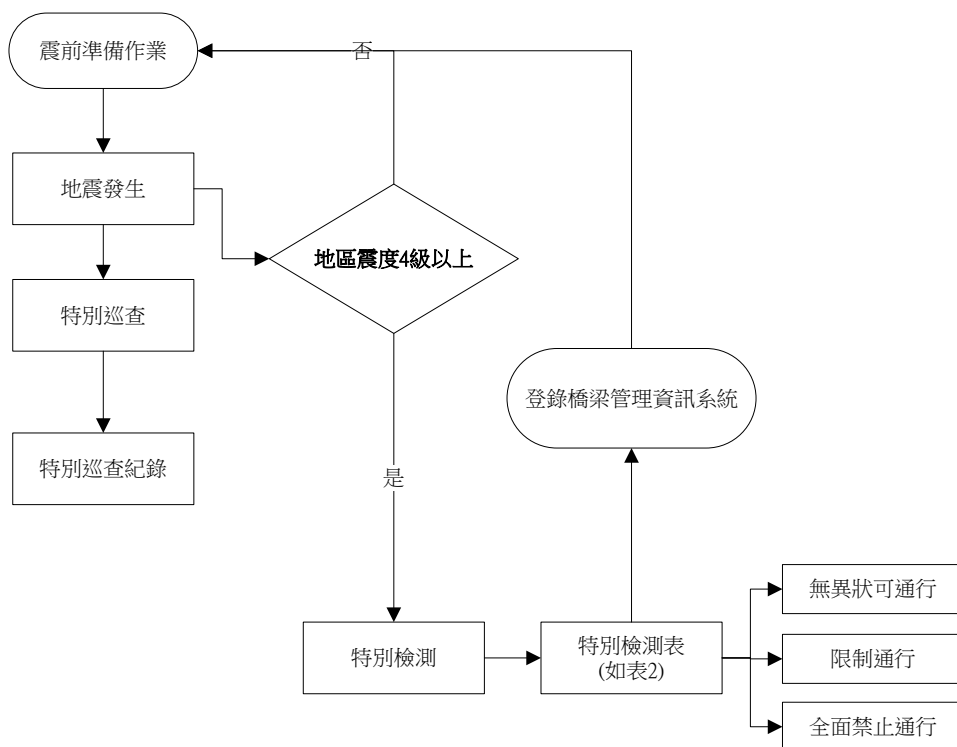 震前準備作業
否
地震發生
地區震度4級以上
特別巡查
登錄橋梁管理資訊系統
特別巡查紀錄
是
無異狀可通行
特別檢測
特別檢測表
(如表2)
限制通行
全面禁止通行